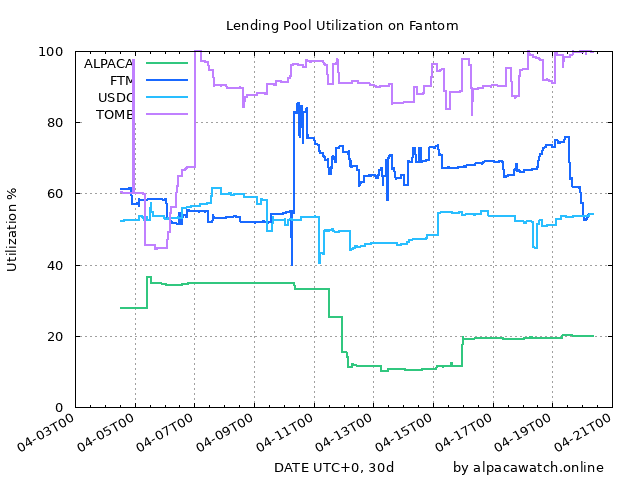 Lending Pool Utilization on Fantom
Utilization %
100
80
60
40
20
0
ALPACA
FTM
USDC
TOMB
04-03T00
04-05T00
04-07T00
04-09T00
04-11T00
04-13T00
04-15T00
04-17T00
04-19T00
04-21T00
DATE UTC+0, 30d
by alpacawatch.online